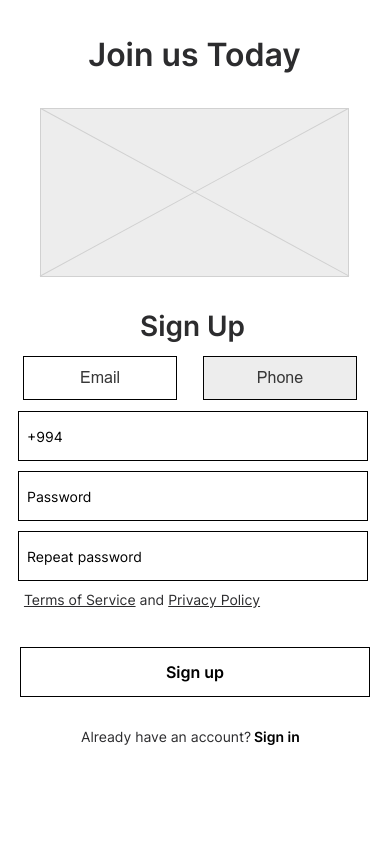 Join us Today
Sign Up
Email Phone
+994
Password
Repeat password
Terms of Service and Privacy Policy
Sign up
Already have an account? Sign in